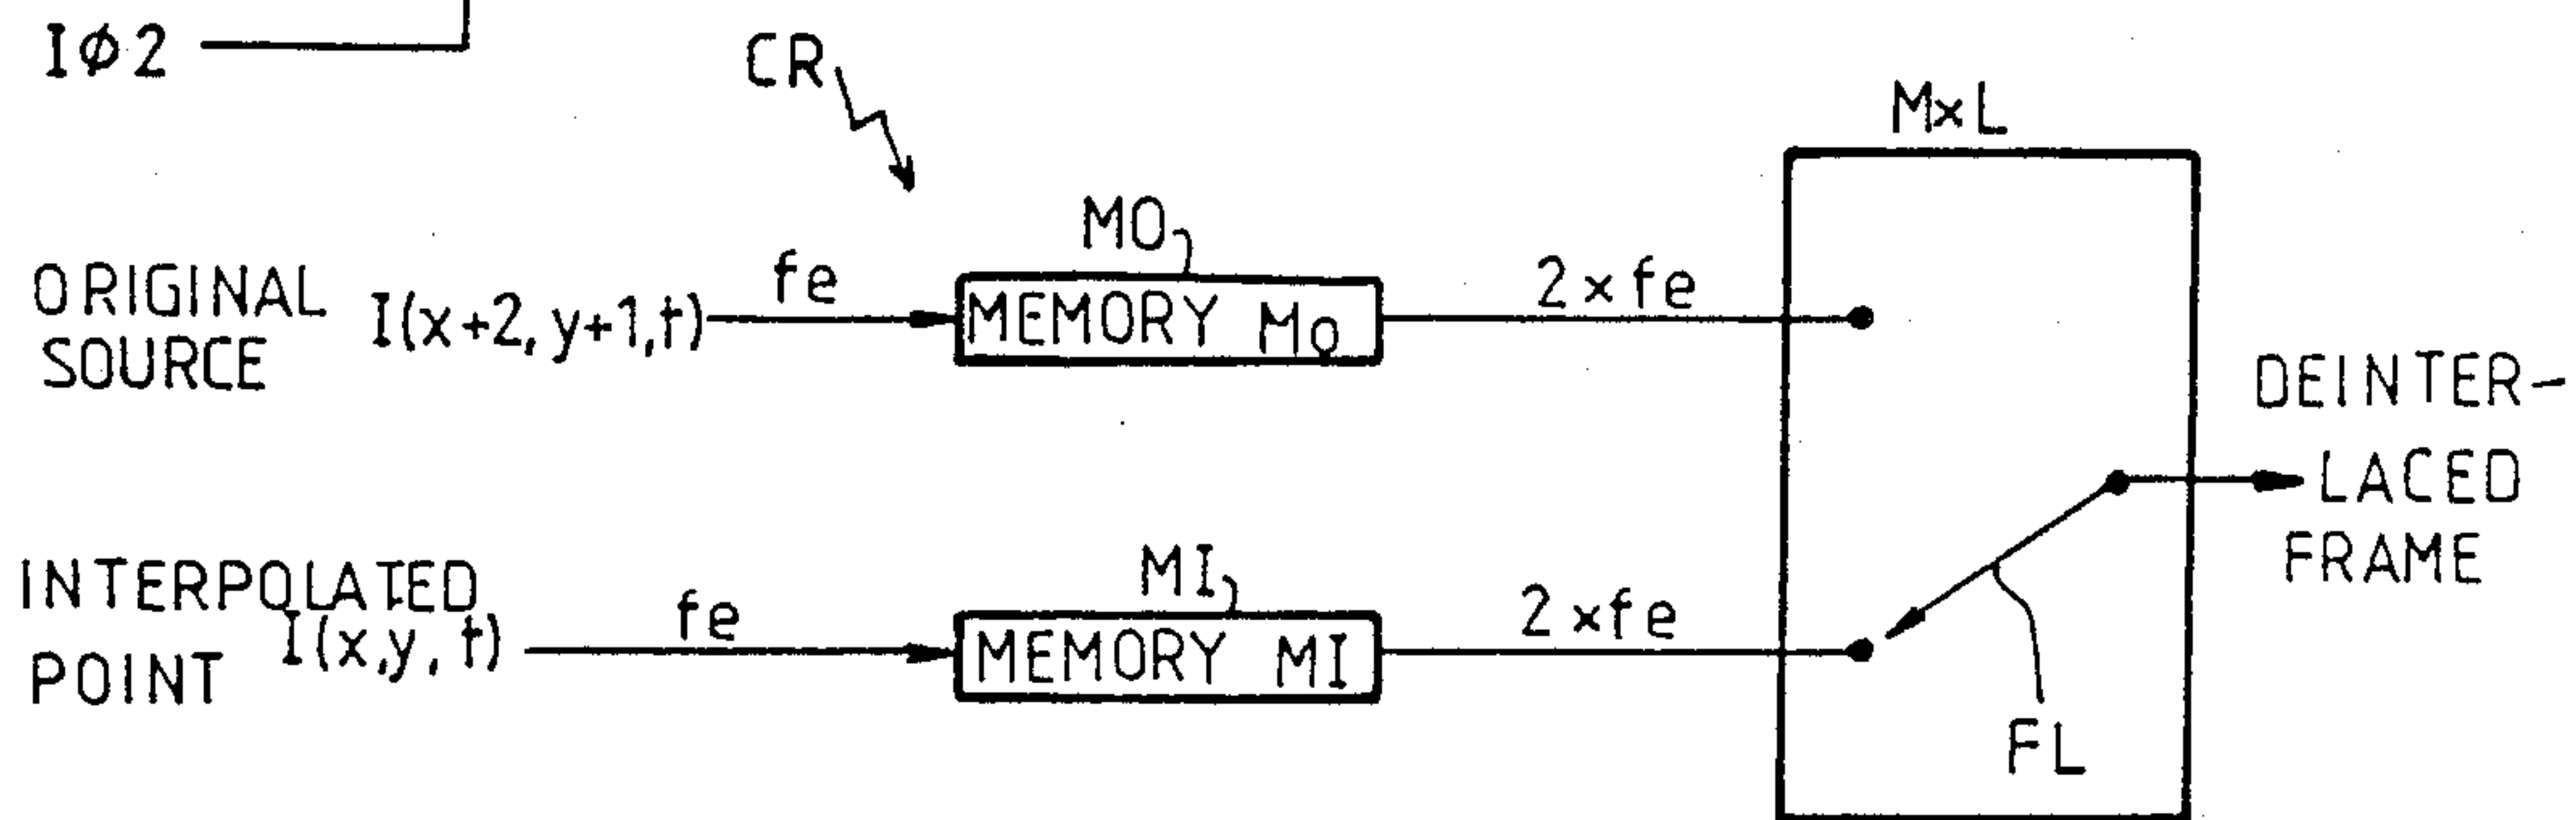 IØ2
CR
MxL
MO
ORIGINAL
SOURCE
I(x+2, y+1, t)
fe
MEMORY Mo
2×fe
DEINTER-
LACED
FRAME
INTERPOLATED
POINT
I(x,y, t)
fe
MI
MEMORY MI
2×fe
FL